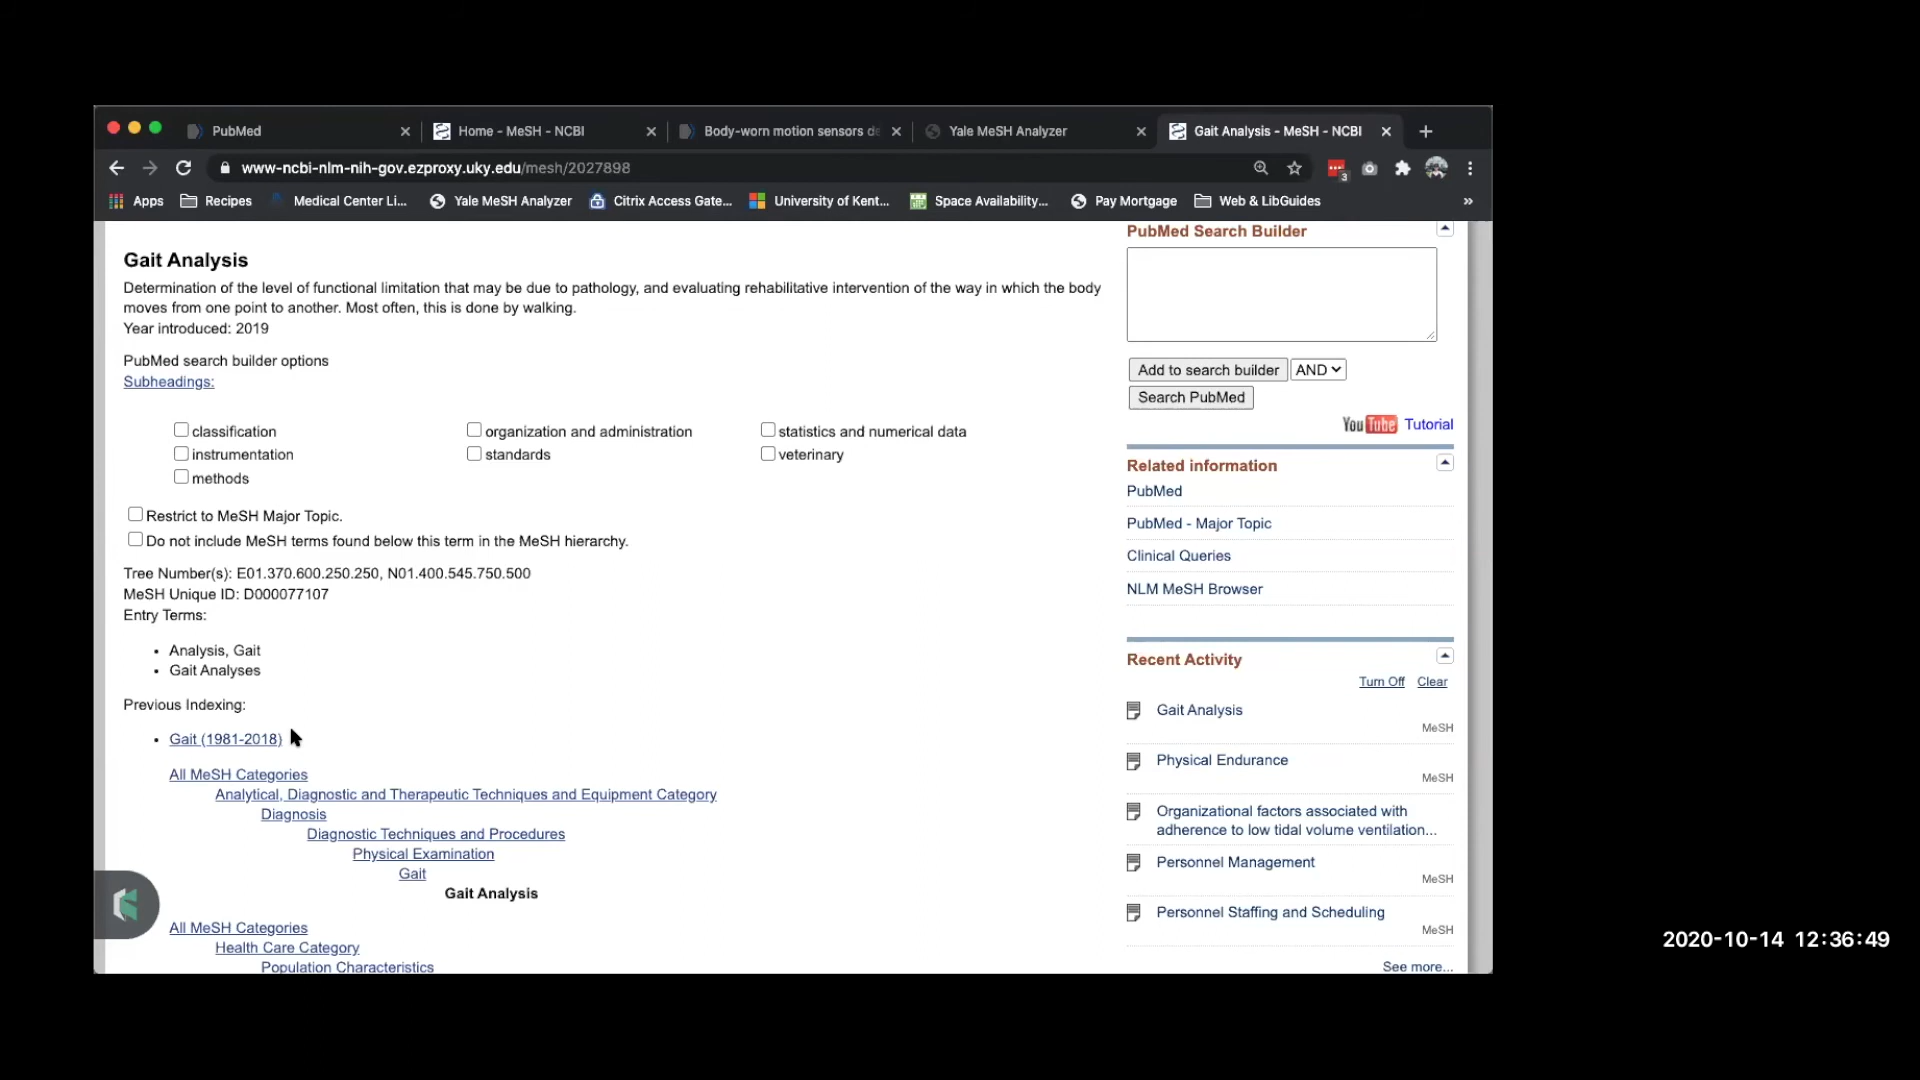 PubMed
Home - MeSH - NCBI
Body-worn motion sensors de
Yale MeSH Analyzer
Gait Analysis - MeSH - NCBI
www-ncbi-nlm-nih-gov.ezproxy.uky.edu/mesh/2027898
3
Apps
Recipes
Medical Center Li...
Yale MeSH Analyzer
Citrix Access Gate...
University of Kent...
Space Availability...
Pay Mortgage
Web & LibGuides
»
Gait Analysis
Determination of the level of functional limitation that may be due to pathology, and evaluating rehabilitative intervention of the way in which the body
moves from one point to another. Most often, this is done by walking.
Year introduced: 2019
PubMed search builder options
Subheadings:
classification
organization and administration
statistics and numerical data
instrumentation
standards
veterinary
methods
Restrict to MeSH Major Topic.
Do not include MeSH terms found below this term in the MeSH hierarchy.
Tree Number(s): E01.370.600.250.250, N01.400.545.750.500
MeSH Unique ID: D000077107
Entry Terms:
• Analysis, Gait
• Gait Analyses
Previous Indexing:
• Gait (1981-2018)
All MeSH Categories
Analytical, Diagnostic and Therapeutic Techniques and Equipment Category
Diagnosis
Diagnostic Techniques and Procedures
Physical Examination
Gait
Gait Analysis
All MeSH Categories
Health Care Category
Population Characteristics
PubMed Search Builder
Add to search builder
AND
Search PubMed
YouTube Tutorial
Related information
PubMed
PubMed - Major Topic
Clinical Queries
NLM MeSH Browser
Recent Activity
Turn Off Clear
Gait Analysis
MeSH
Physical Endurance
MeSH
Organizational factors associated with
adherence to low tidal volume ventilation...
Personnel Management
MeSH
Personnel Staffing and Scheduling
MeSH
See more...
2020-10-14 12:36:49